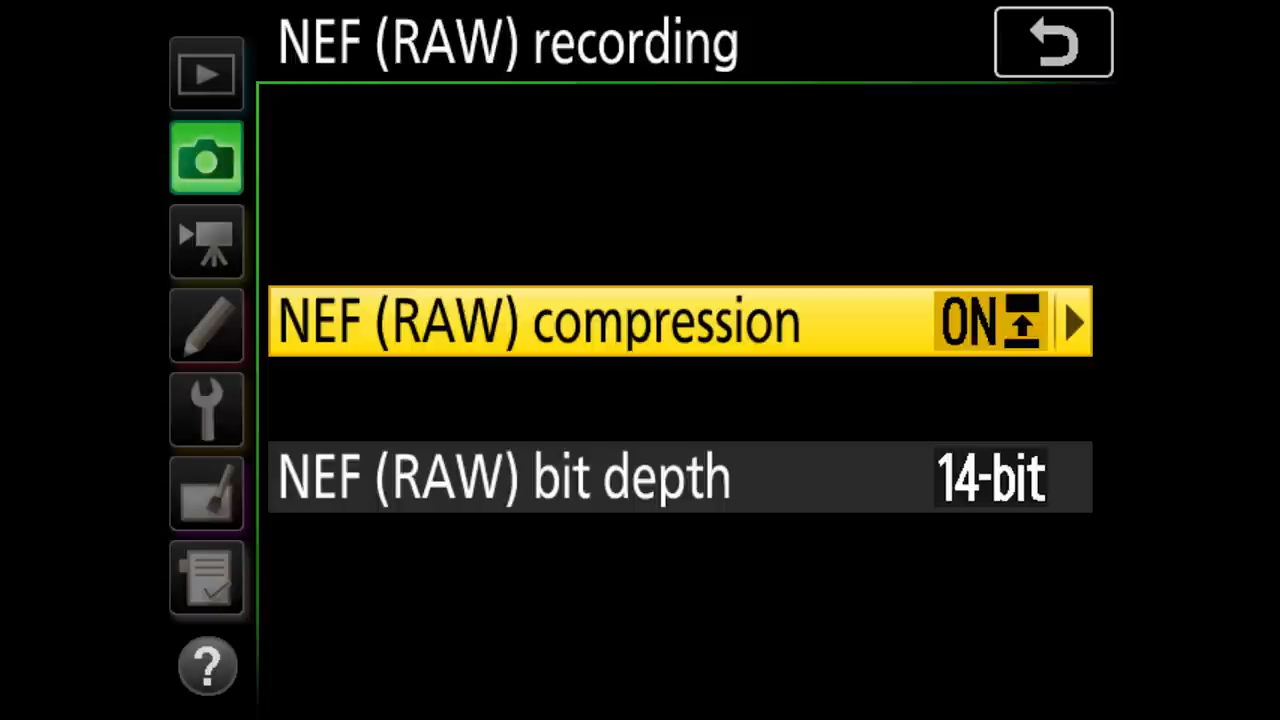 NEF (RAW) recording
NEF (RAW) compression ON
NEF (RAW) bit depth 14-bit
?